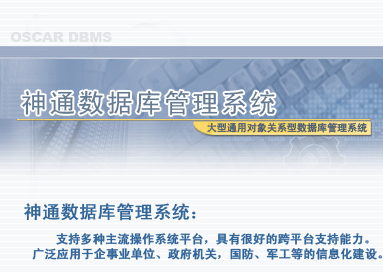 OSCAR DBMS
神通数据库管理系统
大型通用对象关系型数据库管理系统
神通数据库管理系统：
支持多种主流操作系统平台，具有很好的跨平台支持能力。
广泛应用于企事业单位、政府机关，国防、军工等的信息化建设。